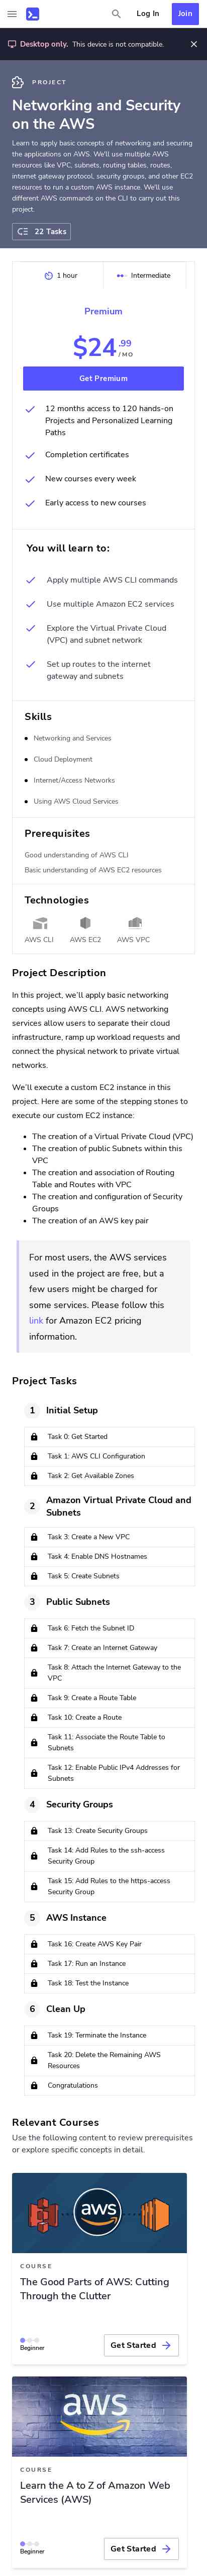 Log In
Join
Desktop only. This device is not compatible.
PROJECT
Networking and Security
on the AWS
Learn to apply basic concepts of networking and securing
the applications on AWS. We'll use multiple AWS
resources like VPC, subnets, routing tables, routes,
internet gateway protocol, security groups, and other EC2
resources to run a custom AWS instance. We'll use
different AWS commands on the CLI to carry out this
project.
22 Tasks
1 hour
Intermediate
Premium
$24.99/MO
Get Premium
12 months access to 120 hands-on
Projects and Personalized Learning
Paths
Completion certificates
New courses every week
Early access to new courses
You will learn to:
Apply multiple AWS CLI commands
Use multiple Amazon EC2 services
Explore the Virtual Private Cloud
(VPC) and subnet network
Set up routes to the internet
gateway and subnets
Skills
Networking and Services
Cloud Deployment
Internet/Access Networks
Using AWS Cloud Services
Prerequisites
Good understanding of AWS CLI
Basic understanding of AWS EC2 resources
Technologies
AWS CLI
AWS EC2
AWS VPC
Project Description
In this project, we’ll apply basic networking
concepts using AWS CLI. AWS networking
services allow users to separate their cloud
infrastructure, ramp up workload requests and
connect the physical network to private virtual
networks.
We’ll execute a custom EC2 instance in this
project. Here are some of the stepping stones to
execute our custom EC2 instance:
The creation of a Virtual Private Cloud (VPC)
The creation of public Subnets within this
VPC
The creation and association of Routing
Table and Routes with VPC
The creation and configuration of Security
Groups
The creation of an AWS key pair
For most users, the AWS services
used in the project are free, but a
few users might be charged for
some services. Please follow this
link for Amazon EC2 pricing
information.
Project Tasks
1 Initial Setup
Task 0: Get Started
Task 1: AWS CLI Configuration
Task 2: Get Available Zones
2 Amazon Virtual Private Cloud and
Subnets
Task 3: Create a New VPC
Task 4: Enable DNS Hostnames
Task 5: Create Subnets
3 Public Subnets
Task 6: Fetch the Subnet ID
Task 7: Create an Internet Gateway
Task 8: Attach the Internet Gateway to the
VPC
Task 9: Create a Route Table
Task 10: Create a Route
Task 11: Associate the Route Table to
Subnets
Task 12: Enable Public IPv4 Addresses for
Subnets
4 Security Groups
Task 13: Create Security Groups
Task 14: Add Rules to the ssh-access
Security Group
Task 15: Add Rules to the https-access
Security Group
5 AWS Instance
Task 16: Create AWS Key Pair
Task 17: Run an Instance
Task 18: Test the Instance
6 Clean Up
Task 19: Terminate the Instance
Task 20: Delete the Remaining AWS
Resources
Congratulations
Relevant Courses
Use the following content to review prerequisites
or explore specific concepts in detail.
aws
COURSE
The Good Parts of AWS: Cutting
Through the Clutter
Beginner
Get Started
aws
COURSE
Learn the A to Z of Amazon Web
Services (AWS)
Beginner
Get Started